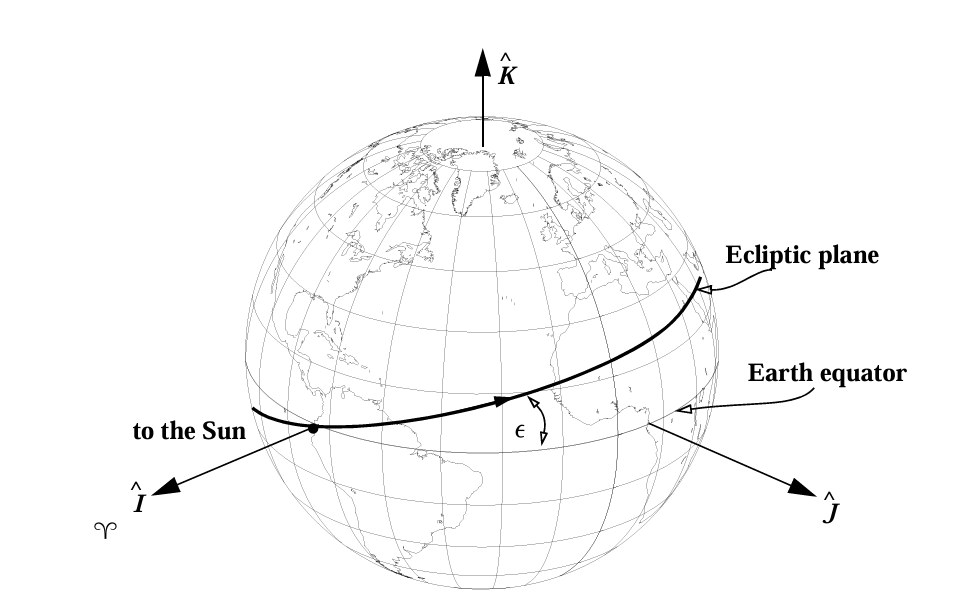 K̂
Ecliptic plane
Earth equator
to the Sun
ϵ
Î
Ĵ
♈